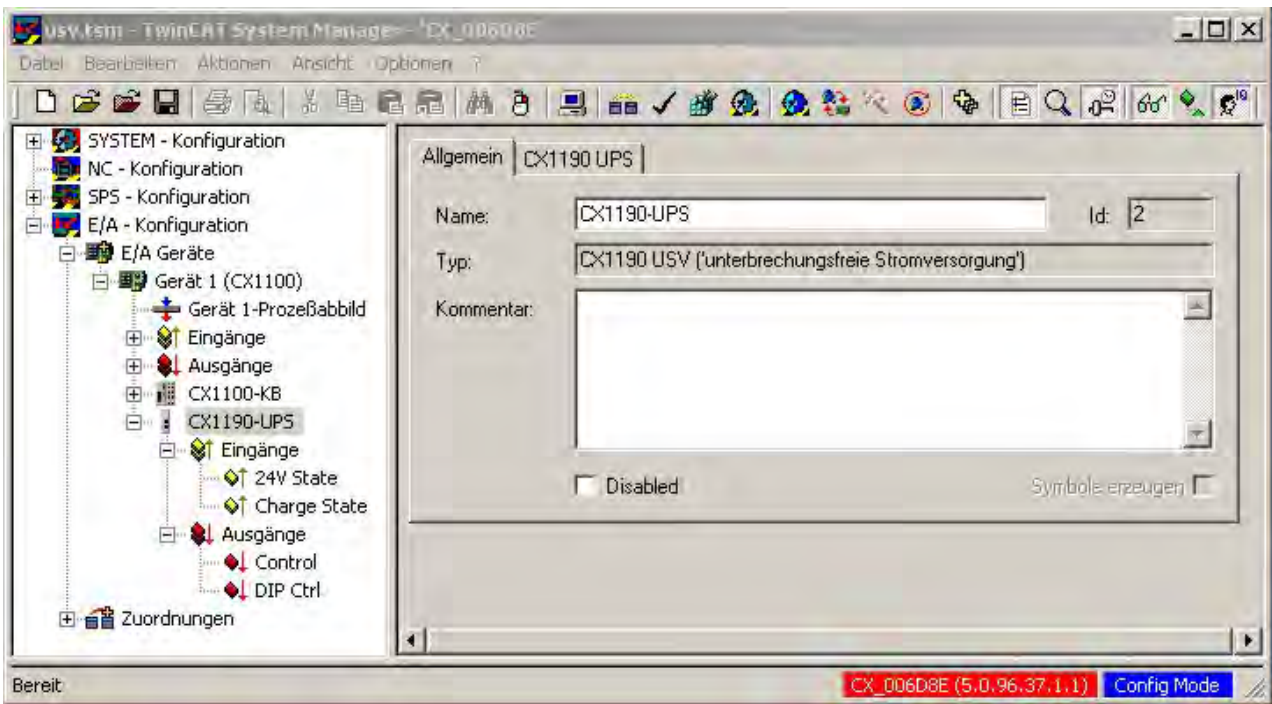 usv.tsm - TwinCAT System Manager - 'CX_006D8E'
Datei Bearbeiten Aktionen Ansicht Optionen ?
SYSTEM - Konfiguration
NC - Konfiguration
SPS - Konfiguration
E/A - Konfiguration
E/A Geräte
Gerät 1 (CX1100)
Gerät 1-Prozeßabbild
Eingänge
Ausgänge
CX1100-KB
CX1190-UPS
Eingänge
24V State
Charge State
Ausgänge
Control
DIP Ctrl
Zuordnungen
Allgemein CX1190 UPS
Name: CX1190-UPS Id: 2
Typ: CX1190 USV ('unterbrechungsfreie Stromversorgung')
Kommentar:
Disabled Symbole erzeugen
Bereit CX_006D8E (5.0.96.37.1.1) Config Mode